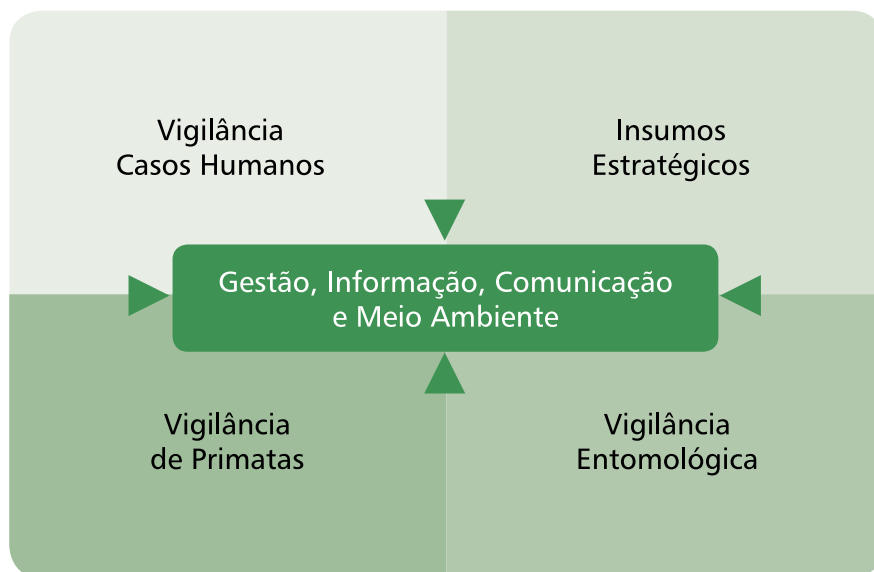 Vigilância
Casos Humanos
Insumos
Estratégicos
Gestão, Informação, Comunicação
e Meio Ambiente
Vigilância
de Primatas
Vigilância
Entomológica